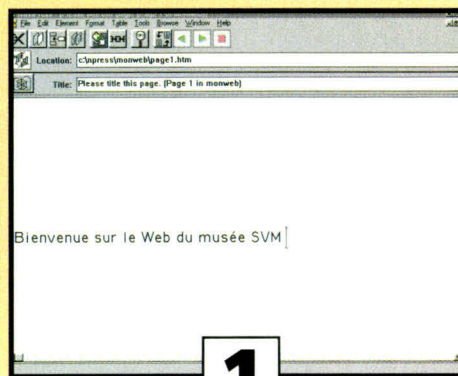 File Edit Element Format Table Tools Browse Window Help
Location: c:\npress\monweb\page1.htm
Title: Please title this page. (Page 1 in monweb)
Bienvenue sur le Web du musée SVM
1